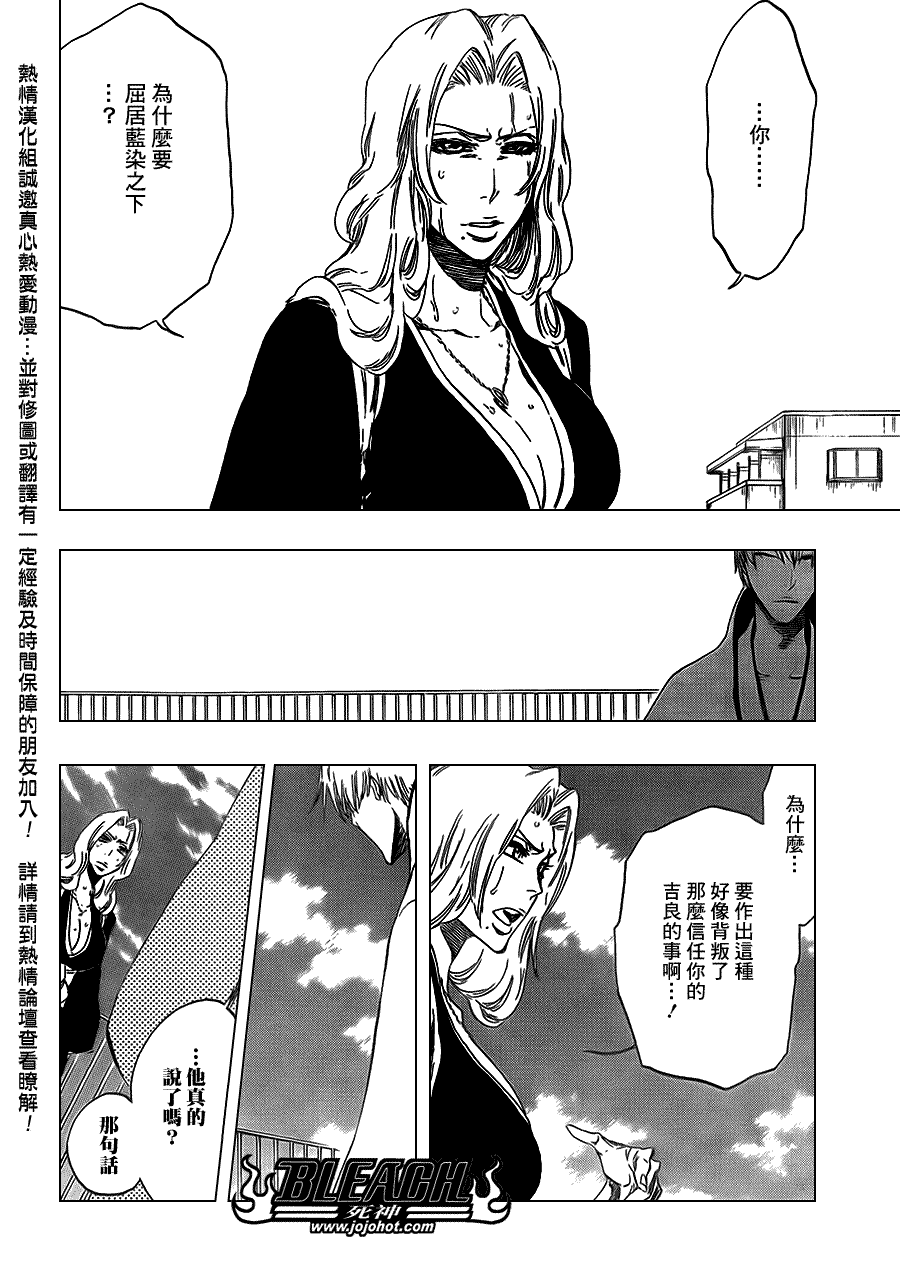 …你……
為什麼要
屈居藍染之下
…？
為什麼…
要作出這種
好像背叛了
那麼信任你的
吉良的事啊…！
…他真的
說了嗎？
那句話
熱情漢化組誠邀真心熱愛動漫…並對修圖或翻譯有一定經驗及時間保障的朋友加入！ 詳情請到熱情論壇查看瞭解！
BLEACH
死神
www.jojohot.com